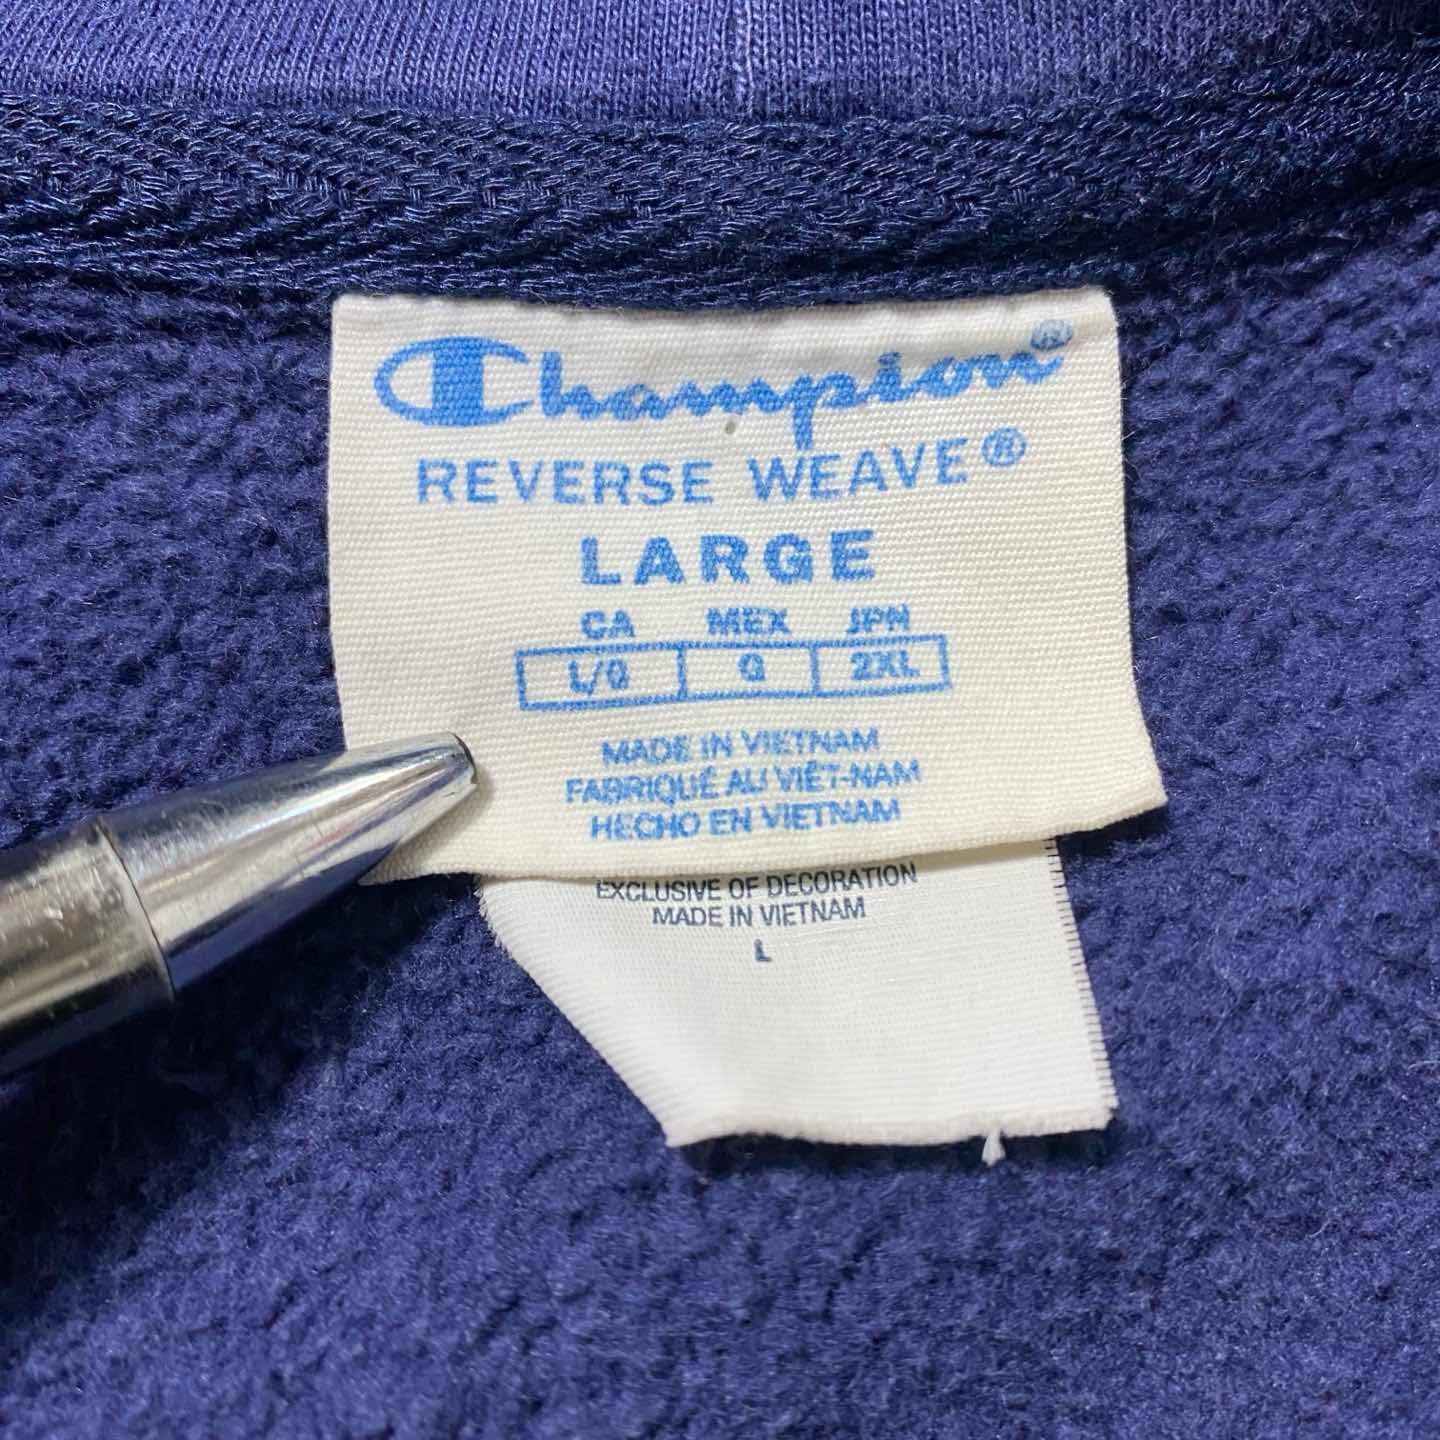 Champion®
REVERSE WEAVE®
LARGE
CA MEX JPN
L/G G 2XL
MADE IN VIETNAM
FABRIQUÉ AU VIÊT-NAM
HECHO EN VIETNAM
EXCLUSIVE OF DECORATION
MADE IN VIETNAM
L